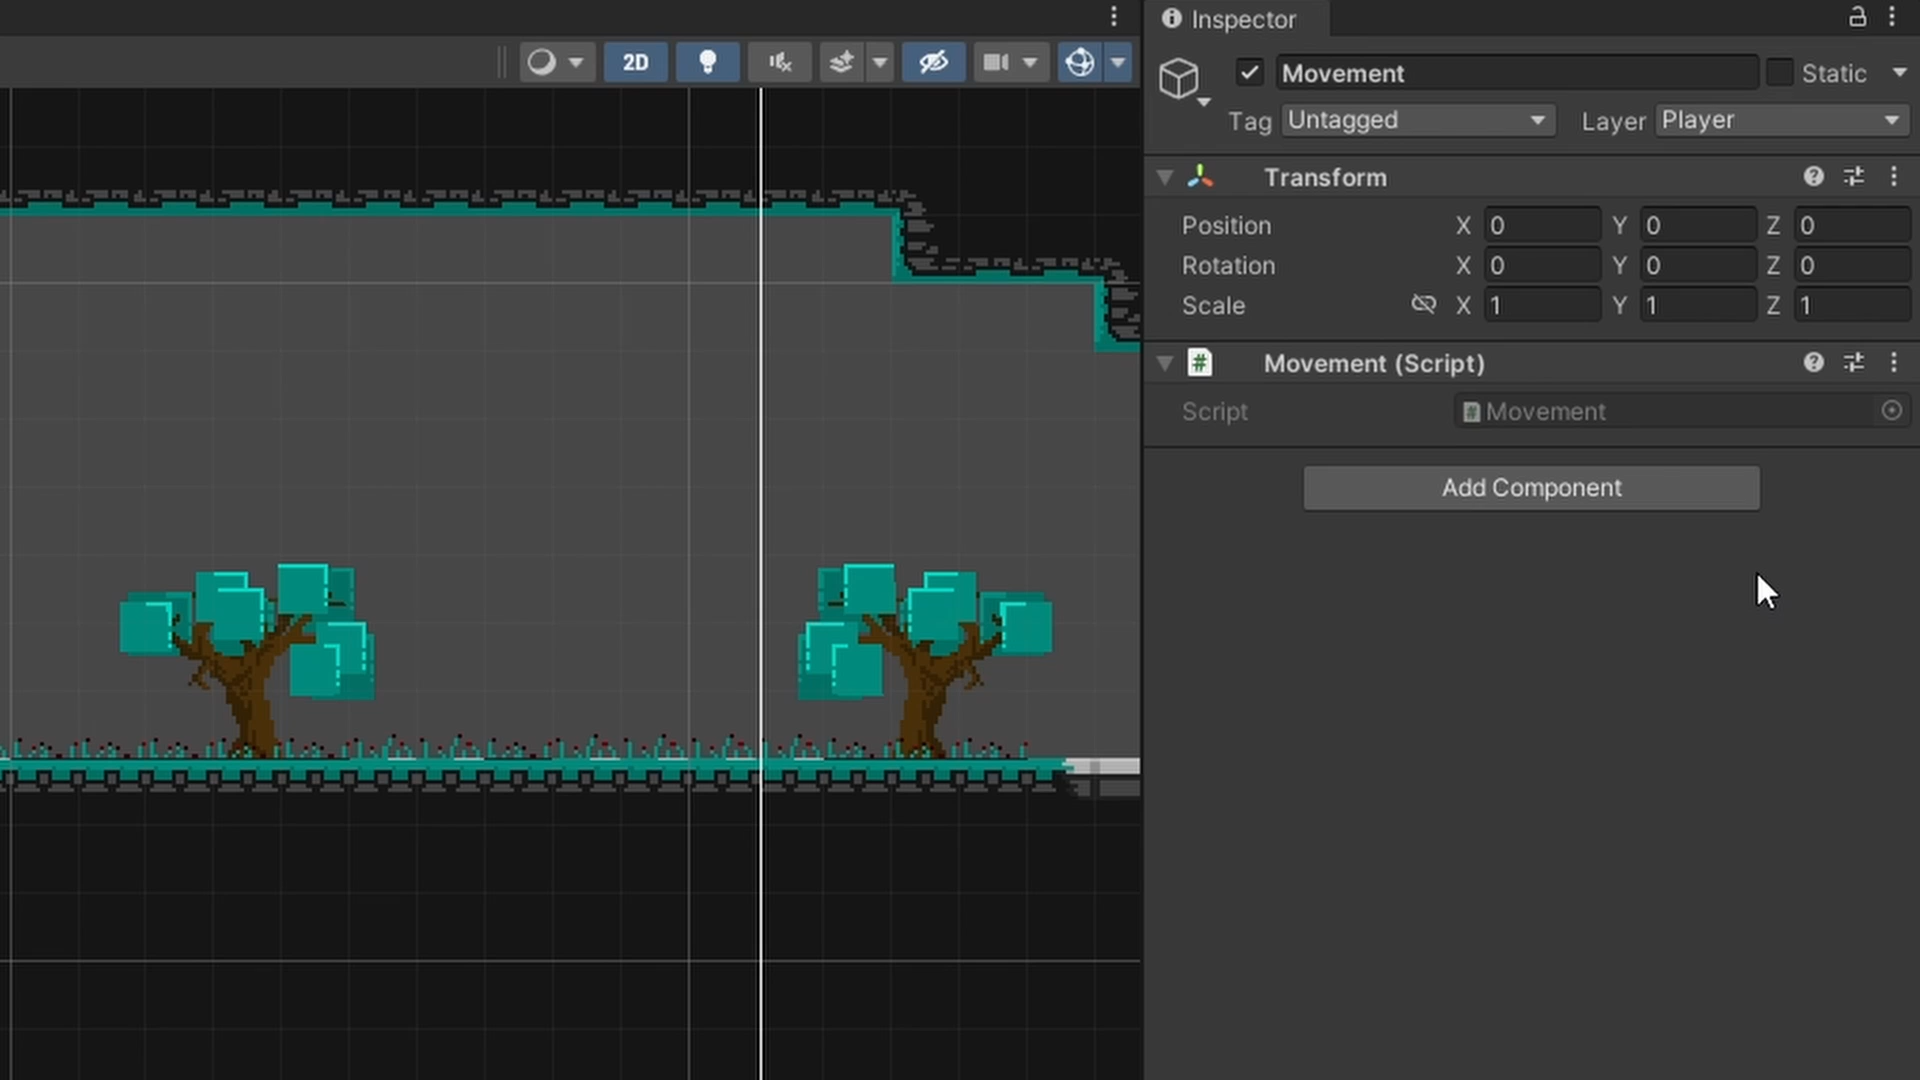 Inspector
2D
Movement
Static
Tag Untagged Layer Player
Transform
Position X 0 Y 0 Z 0
Rotation X 0 Y 0 Z 0
Scale X 1 Y 1 Z 1
# Movement (Script)
Script # Movement
Add Component